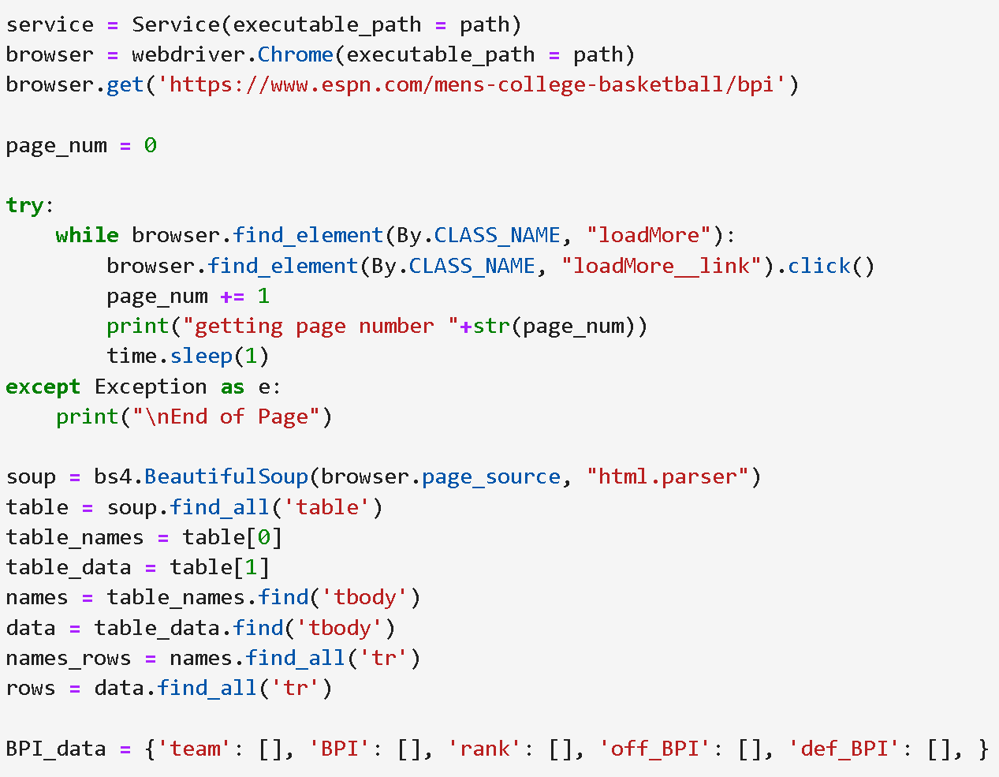 service = Service(executable_path = path)
browser = webdriver.Chrome(executable_path = path)
browser.get('https://www.espn.com/mens-college-basketball/bpi')

page_num = 0

try:
    while browser.find_element(By.CLASS_NAME, "loadMore"):
        browser.find_element(By.CLASS_NAME, "loadMore__link").click()
        page_num += 1
        print("getting page number "+str(page_num))
        time.sleep(1)
except Exception as e:
    print("\nEnd of Page")

soup = bs4.BeautifulSoup(browser.page_source, "html.parser")
table = soup.find_all('table')
table_names = table[0]
table_data = table[1]
names = table_names.find('tbody')
data = table_data.find('tbody')
names_rows = names.find_all('tr')
rows = data.find_all('tr')

BPI_data = {'team': [], 'BPI': [], 'rank': [], 'off_BPI': [], 'def_BPI': [], }